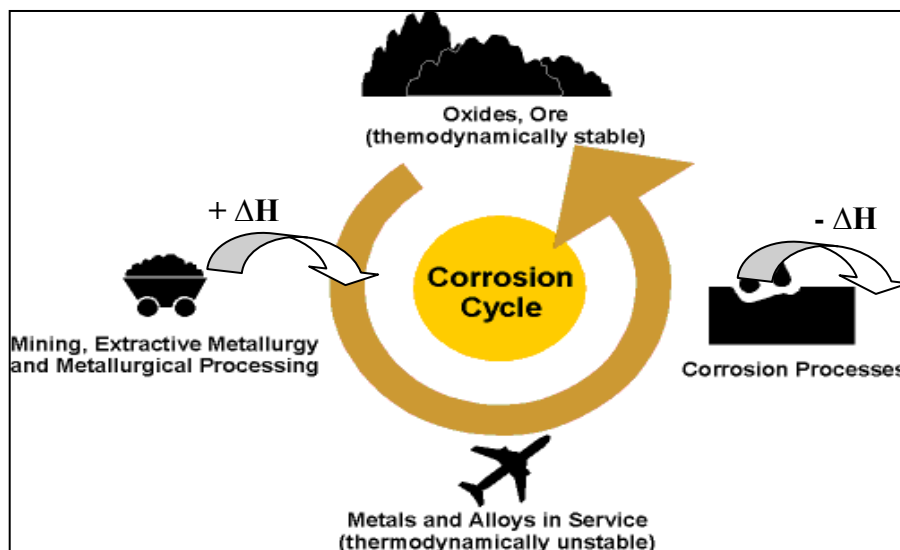 Oxides, Ore
(themodynamically stable)
+ ΔH
- ΔH
Corrosion
Cycle
Mining, Extractive Metallurgy
and Metallurgical Processing
Corrosion Processes
Metals and Alloys in Service
(thermodynamically unstable)